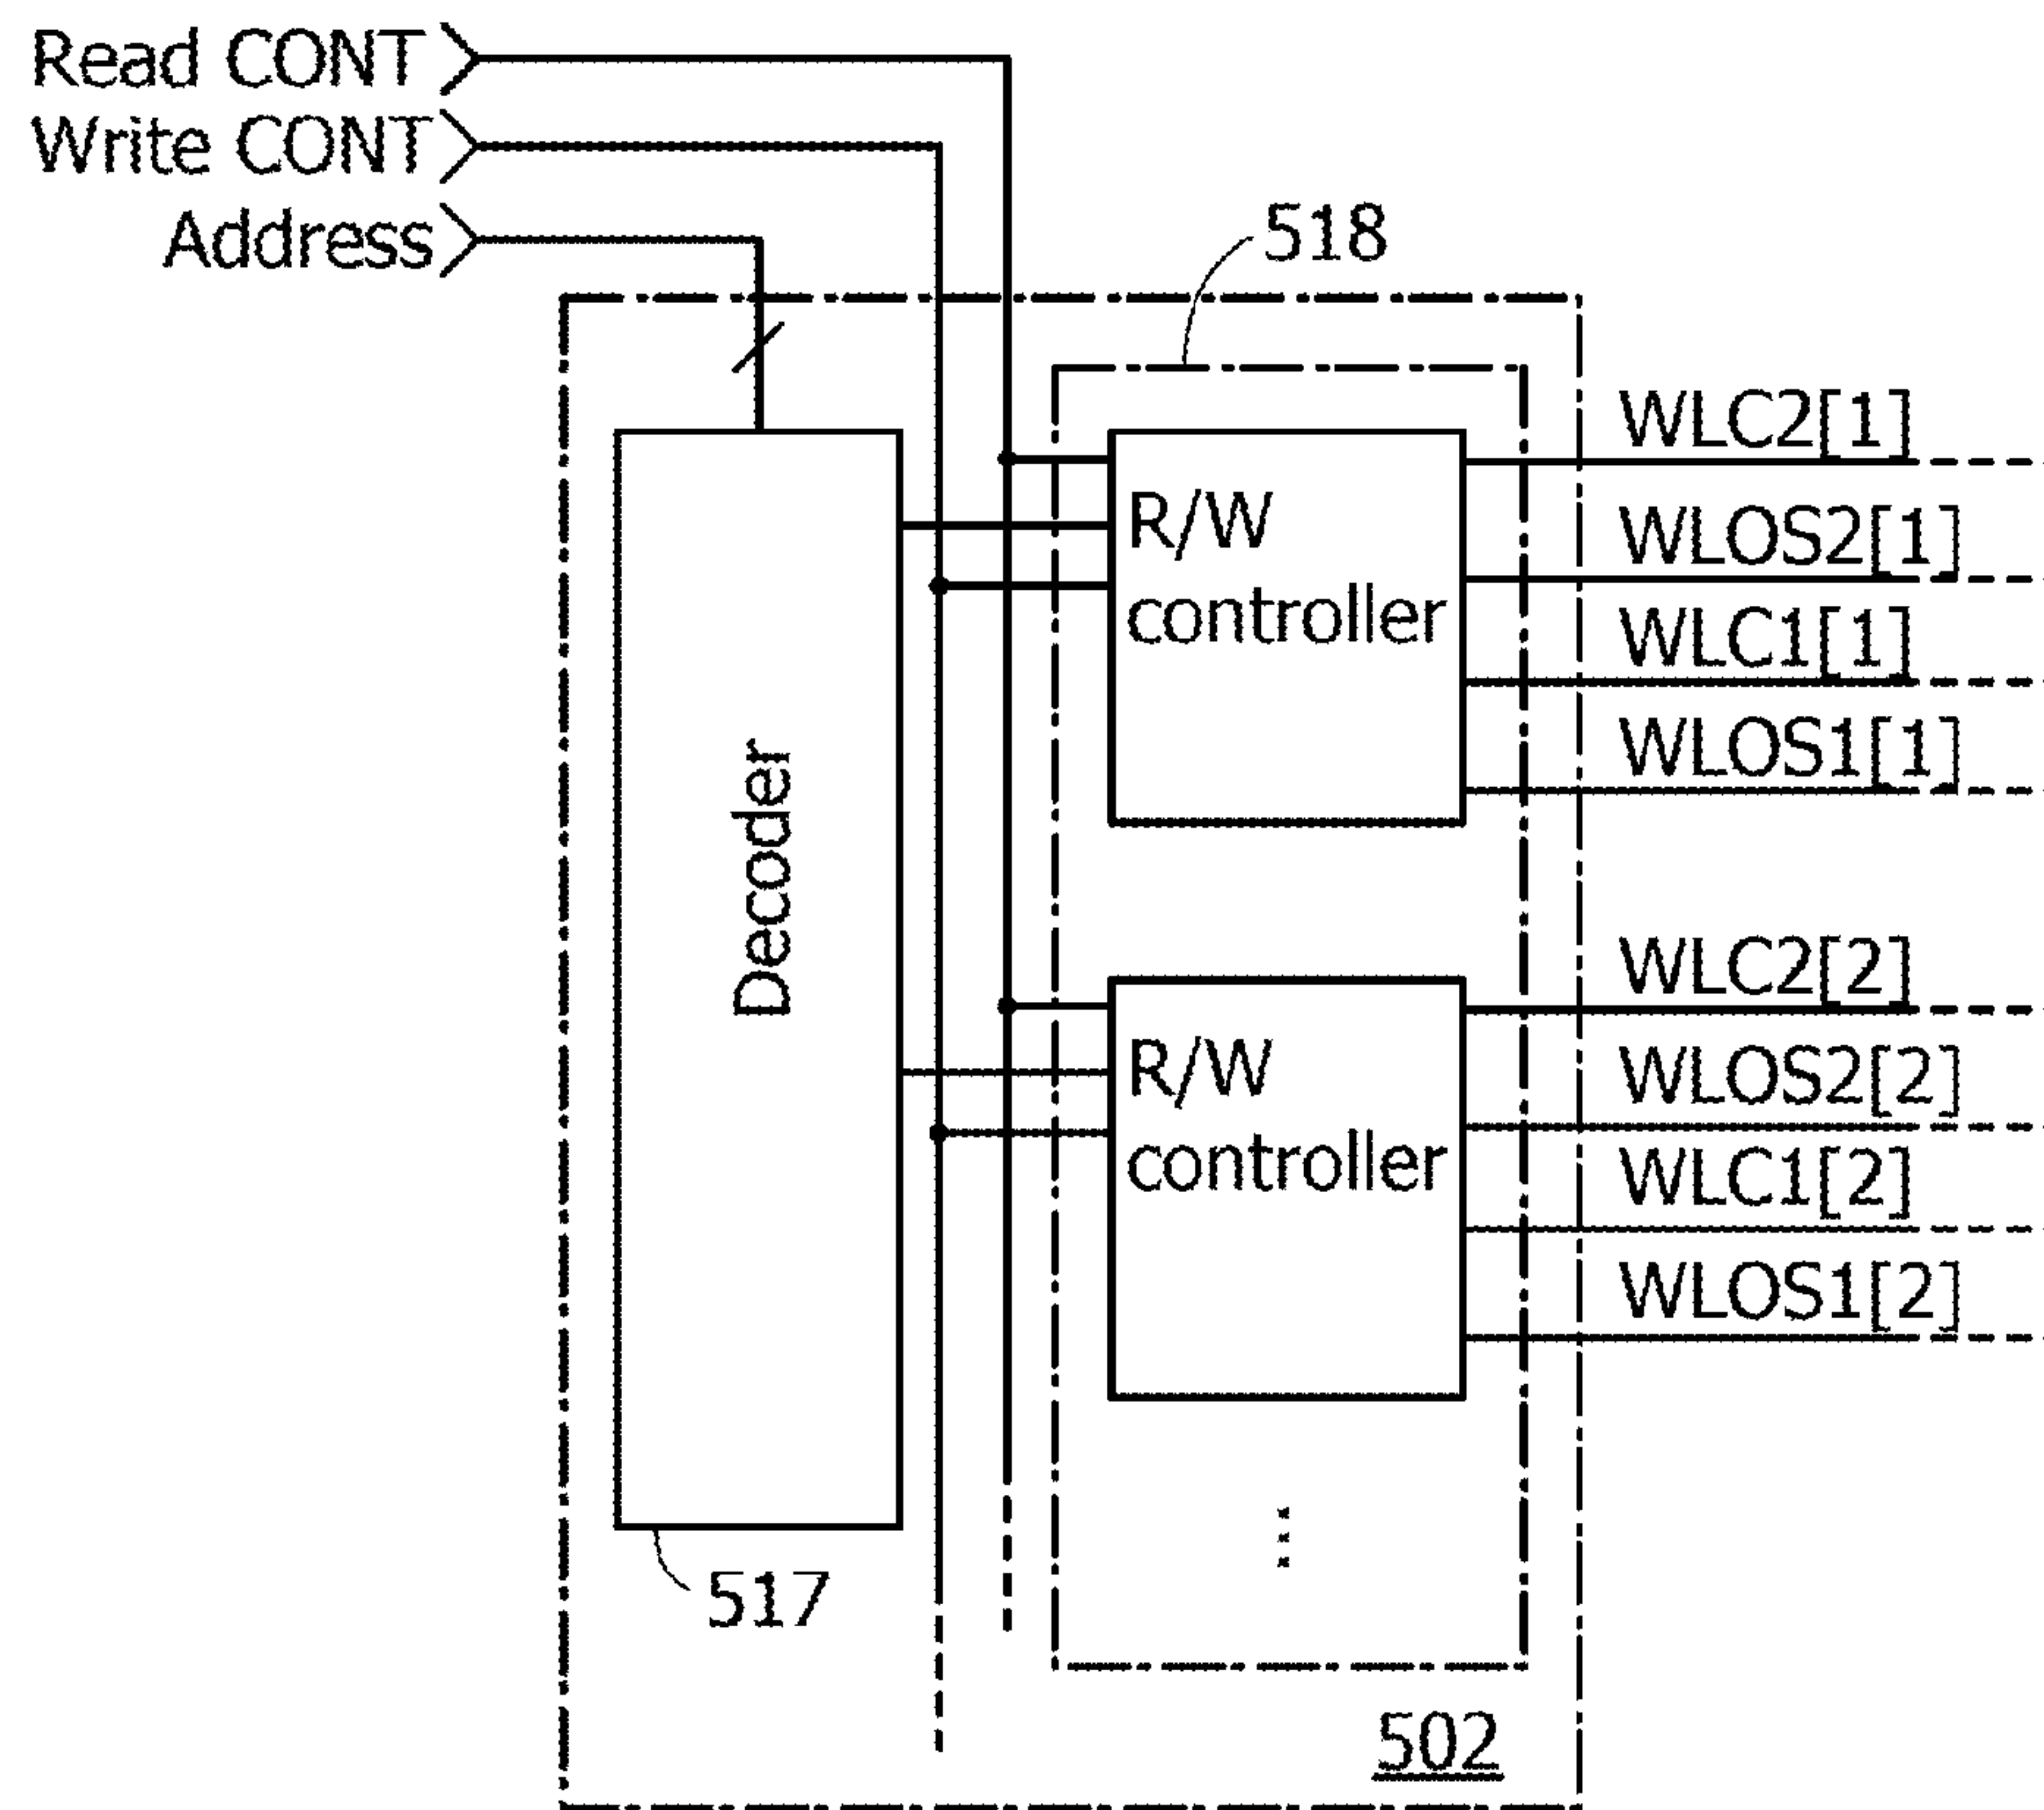 Read CONT
Write CONT
Address
518
WLC2[1]
R/W
controller
WLOS2[1]
WLC1[1]
WLOS1[1]
Decoder
WLC2[2]
R/W
controller
WLOS2[2]
WLC1[2]
WLOS1[2]
517
502